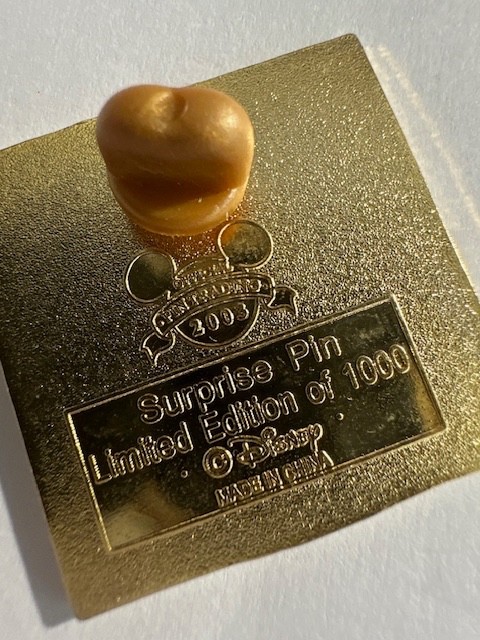 PIN TRADING
2003
Surprise Pin
Limited Edition of 1000
© Disney
MADE IN CHINA